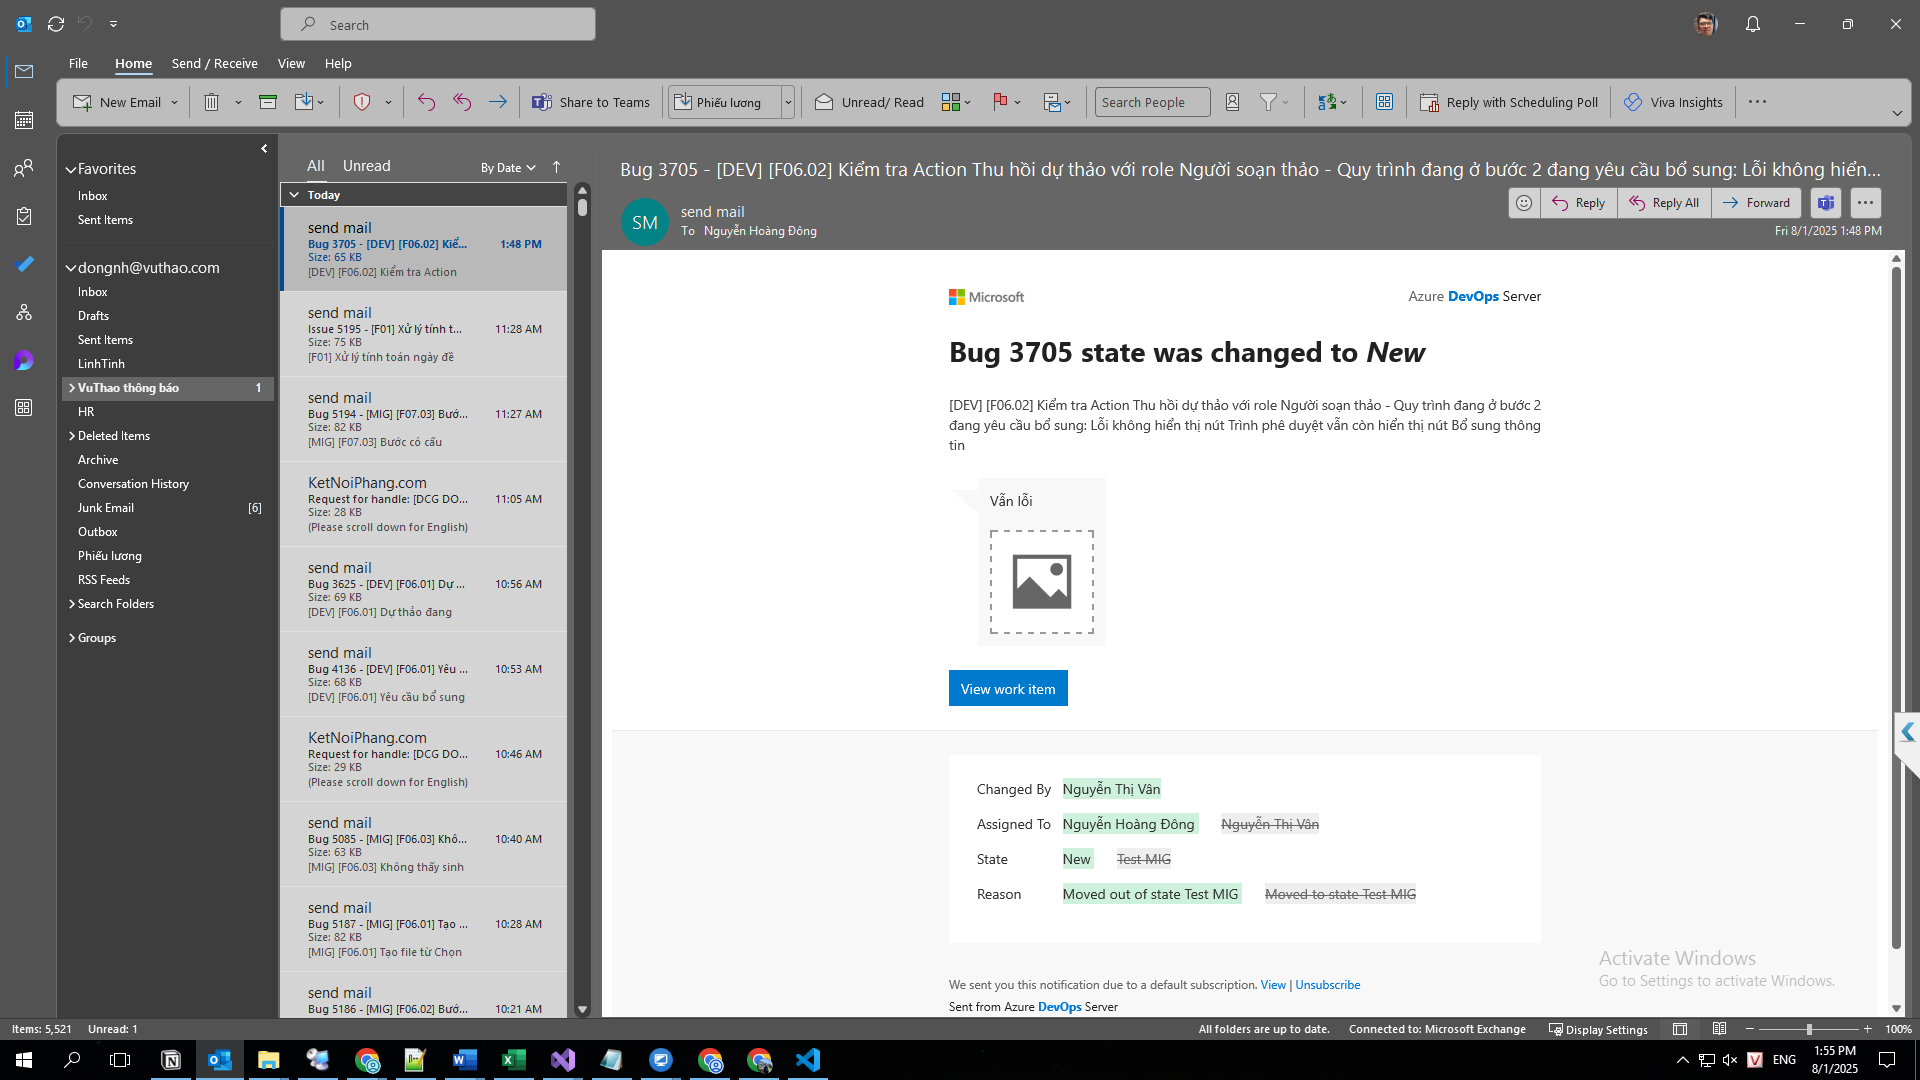 Search
File
Home
Send / Receive
View
Help
New Email
Share to Teams
Phiếu lương
Unread/ Read
Search People
Reply with Scheduling Poll
Viva Insights
Favorites
Inbox
Sent Items
dongnh@vuthao.com
Inbox
Drafts
Sent Items
LinhTinh
VuThao thông báo 1
HR
Deleted Items
Archive
Conversation History
Junk Email [6]
Outbox
Phiếu lương
RSS Feeds
Search Folders
Groups
All Unread By Date
Today
send mail
Bug 3705 - [DEV] [F06.02] Kiể... 1:48 PM
Size: 65 KB
[DEV] [F06.02] Kiểm tra Action
send mail
Issue 5195 - [F01] Xử lý tính t... 11:28 AM
Size: 75 KB
[F01] Xử lý tính toán ngày đề
send mail
Bug 5194 - [MIG] [F07.03] Bướ... 11:27 AM
Size: 82 KB
[MIG] [F07.03] Bước có cấu
KetNoiPhang.com
Request for handle: [DCG DO... 11:05 AM
Size: 28 KB
(Please scroll down for English)
send mail
Bug 3625 - [DEV] [F06.01] Dự ... 10:56 AM
Size: 69 KB
[DEV] [F06.01] Dự thảo đang
send mail
Bug 4136 - [DEV] [F06.01] Yêu ... 10:53 AM
Size: 68 KB
[DEV] [F06.01] Yêu cầu bổ sung
KetNoiPhang.com
Request for handle: [DCG DO... 10:46 AM
Size: 29 KB
(Please scroll down for English)
send mail
Bug 5085 - [MIG] [F06.03] Khô... 10:40 AM
Size: 63 KB
[MIG] [F06.03] Không thấy sinh
send mail
Bug 5187 - [MIG] [F06.01] Tạo ... 10:28 AM
Size: 82 KB
[MIG] [F06.01] Tạo file từ Chọn
send mail
Bug 5186 - [MIG] [F06.02] Bướ... 10:21 AM
Bug 3705 - [DEV] [F06.02] Kiểm tra Action Thu hồi dự thảo với role Người soạn thảo - Quy trình đang ở bước 2 đang yêu cầu bổ sung: Lỗi không hiển...
SM
send mail
To Nguyễn Hoàng Đông
Reply
Reply All
Forward
Fri 8/1/2025 1:48 PM
Microsoft
Azure DevOps Server
Bug 3705 state was changed to New
[DEV] [F06.02] Kiểm tra Action Thu hồi dự thảo với role Người soạn thảo - Quy trình đang ở bước 2
đang yêu cầu bổ sung: Lỗi không hiển thị nút Trình phê duyệt vẫn còn hiển thị nút Bổ sung thông
tin
Vẫn lỗi
View work item
Changed By Nguyễn Thị Vân
Assigned To Nguyễn Hoàng Đông Nguyễn Thị Vân
State New Test MIG
Reason Moved out of state Test MIG Moved to state Test MIG
We sent you this notification due to a default subscription. View | Unsubscribe
Sent from Azure DevOps Server
Activate Windows
Go to Settings to activate Windows.
Items: 5,521
Unread: 1
All folders are up to date.
Connected to: Microsoft Exchange
Display Settings
100%
ENG
1:55 PM
8/1/2025